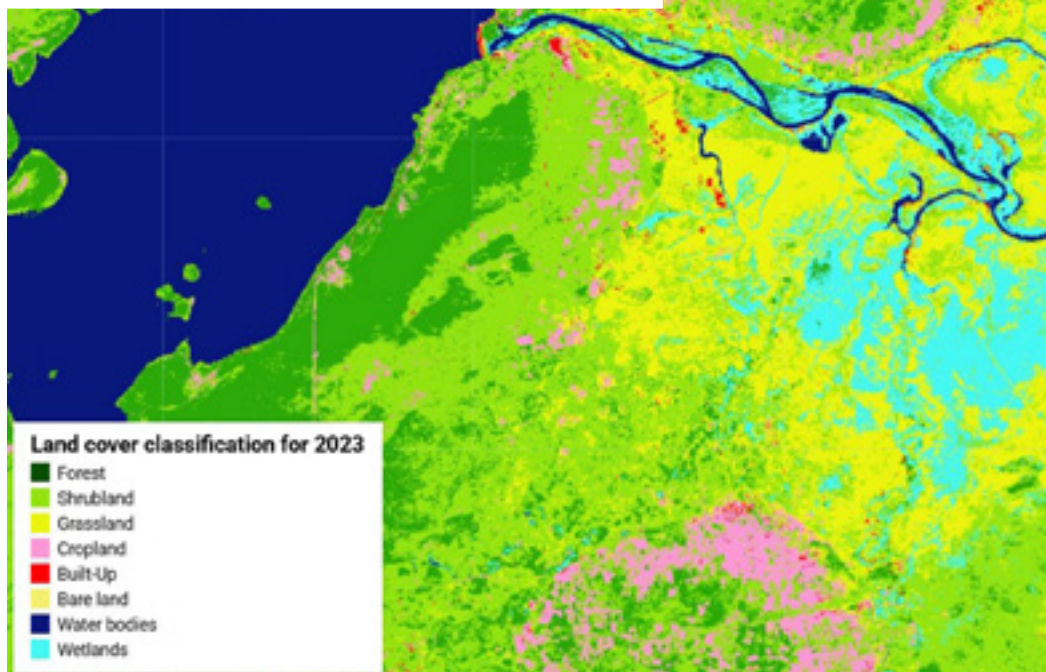 Land cover classification for 2023
Forest
Shrubland
Grassland
Cropland
Built-Up
Bare land
Water bodies
Wetlands